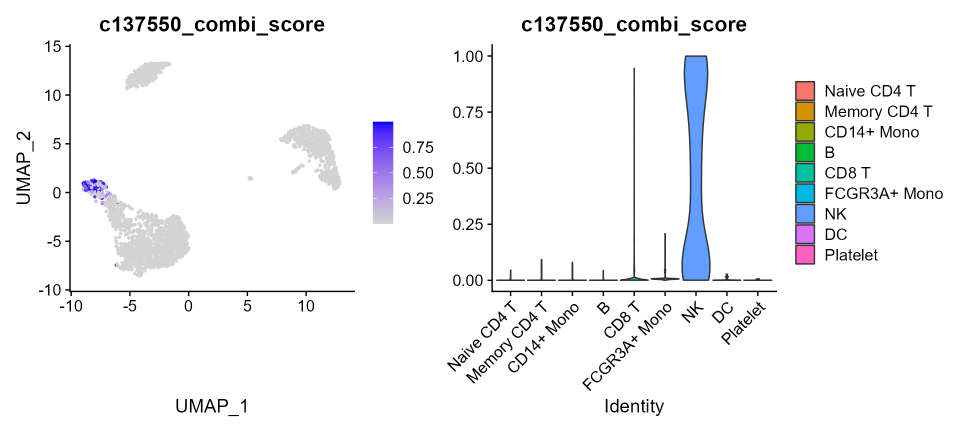 c137550_combi_score
15
10
5
0
-5
-10
UMAP_2
-10
-5
0
5
10
UMAP_1
0.75
0.50
0.25
c137550_combi_score
1.00
0.75
0.50
0.25
0.00
Naive CD4 T
Memory CD4 T
CD14+ Mono
B
CD8 T
FCGR3A+ Mono
NK
DC
Platelet
Identity
Naive CD4 T
Memory CD4 T
CD14+ Mono
B
CD8 T
FCGR3A+ Mono
NK
DC
Platelet